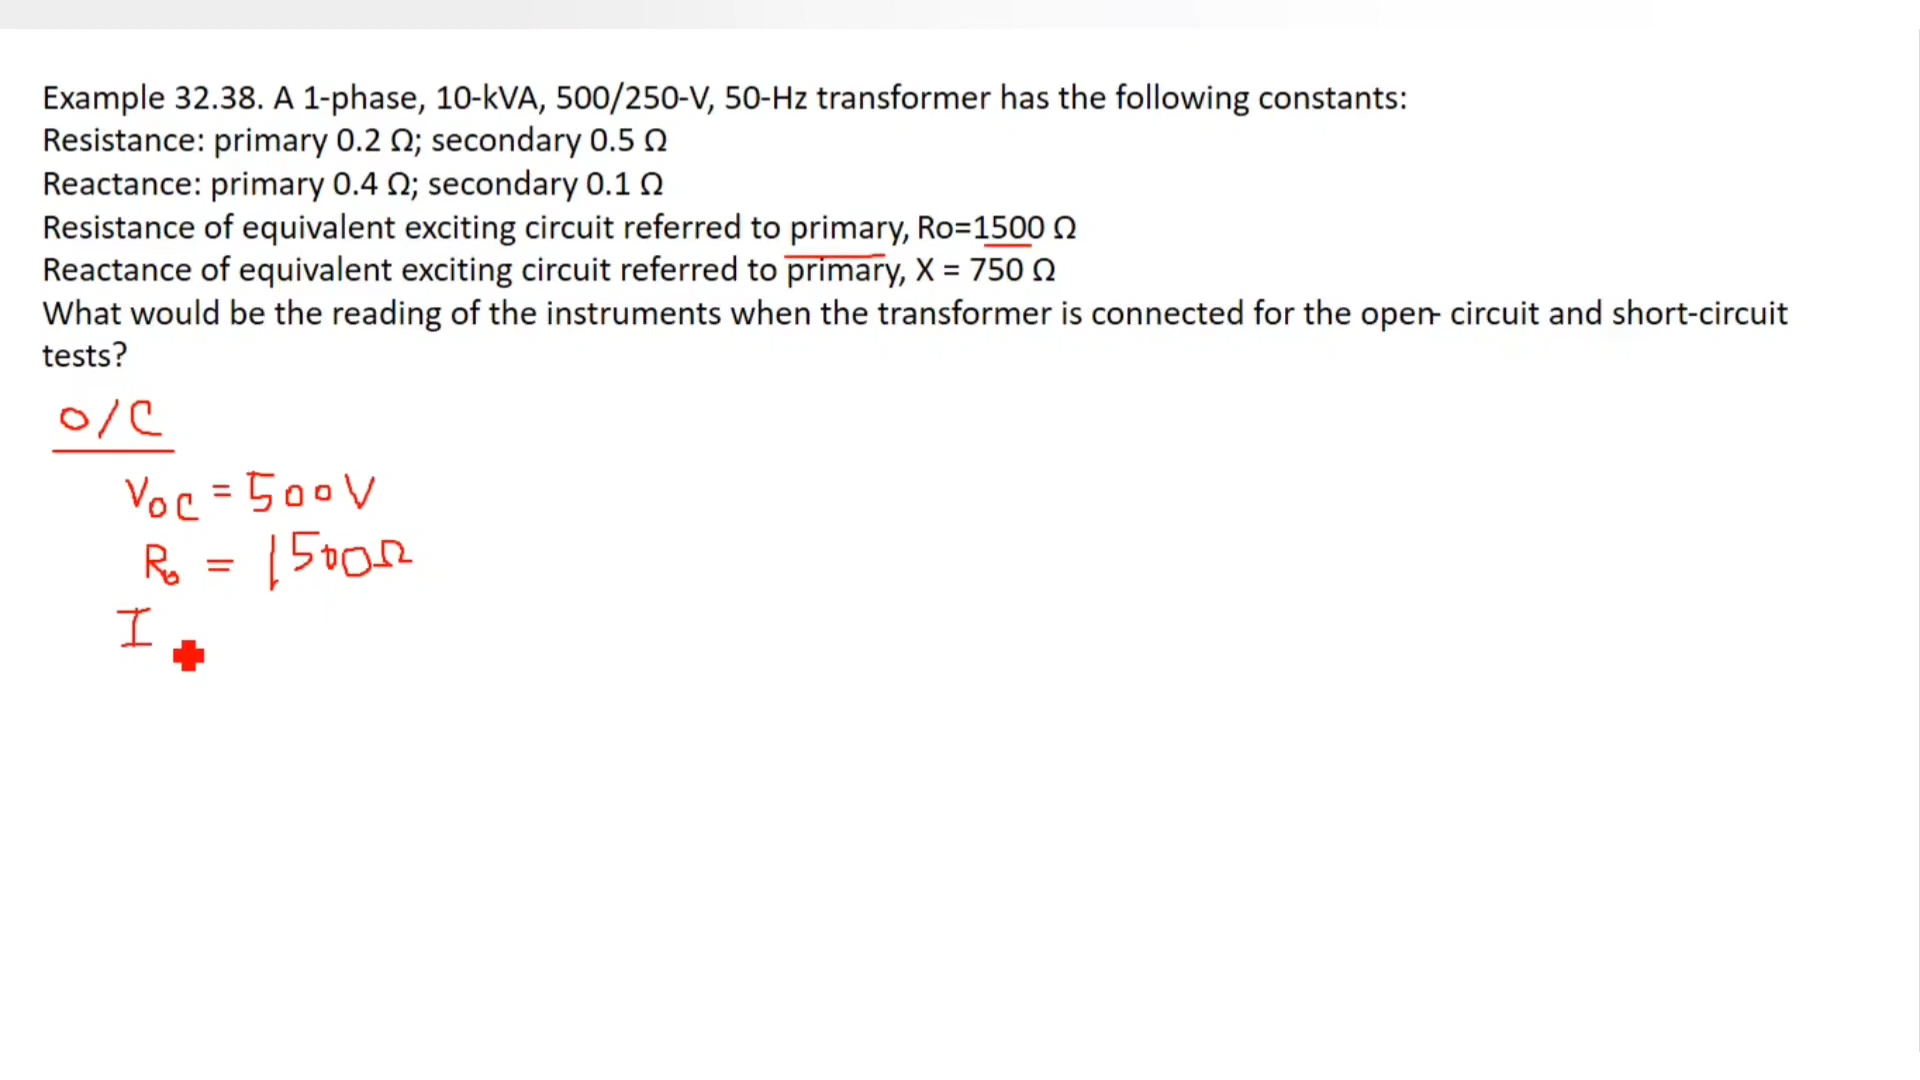 Example 32.38. A 1-phase, 10-kVA, 500/250-V, 50-Hz transformer has the following constants:
Resistance: primary 0.2 Ω; secondary 0.5 Ω
Reactance: primary 0.4 Ω; secondary 0.1 Ω
Resistance of equivalent exciting circuit referred to primary, Ro=1500 Ω
Reactance of equivalent exciting circuit referred to primary, X = 750 Ω
What would be the reading of the instruments when the transformer is connected for the open- circuit and short-circuit
tests?
O/C
Voc = 500V
Ro = 1500Ω
I